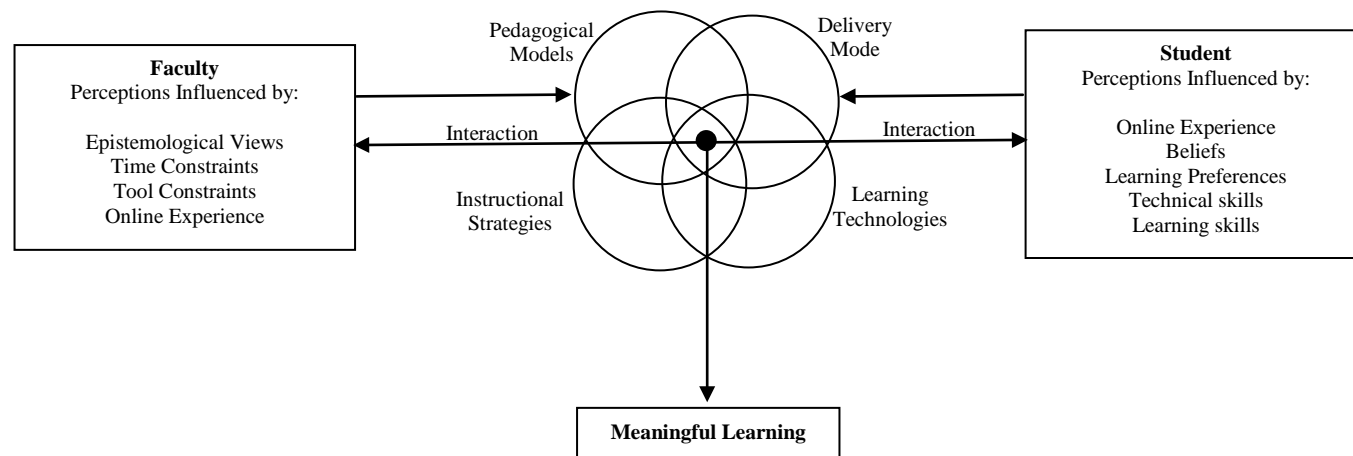 Faculty
Perceptions Influenced by:
Epistemological Views
Time Constraints
Tool Constraints
Online Experience
Pedagogical
Models
Delivery
Mode
Interaction
Interaction
Instructional
Strategies
Learning
Technologies
Student
Perceptions Influenced by:
Online Experience
Beliefs
Learning Preferences
Technical skills
Learning skills
Meaningful Learning